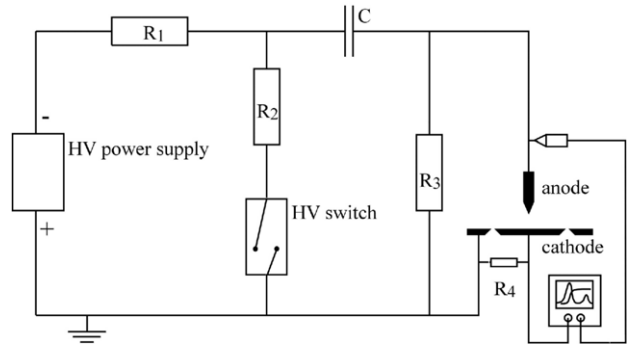 R1
C
R2
-
HV power supply
R3
HV switch
anode
+
cathode
R4